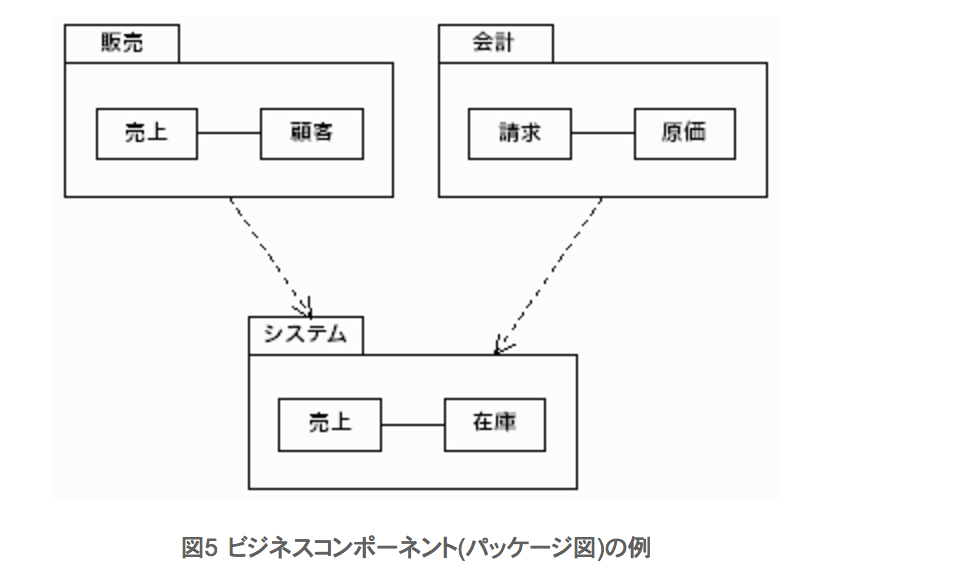 販売
会計
売上
顧客
請求
原価
システム
売上
在庫
図5 ビジネスコンポーネント(パッケージ図)の例